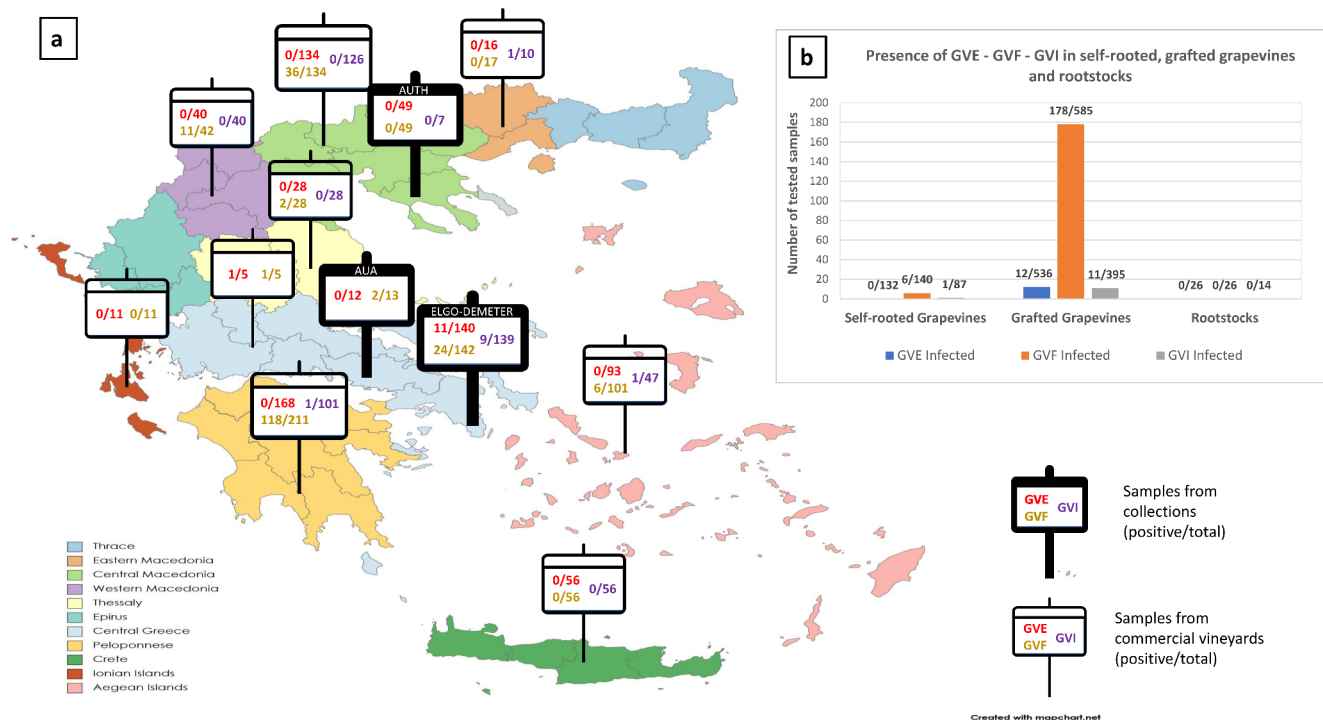 a
0/134 0/126
36/134
0/16 1/10
0/17
0/40 0/40
11/42
AUTH
0/49 0/7
0/49
0/28 0/28
2/28
1/5 1/5
AUA
0/12 2/13
0/11 0/11
ELGO-DEMETER
11/140 9/139
24/142
0/93 1/47
6/101
0/168 1/101
118/211
0/56 0/56
0/56
Thrace
Eastern Macedonia
Central Macedonia
Western Macedonia
Thessaly
Epirus
Central Greece
Peloponnese
Crete
Ionian Islands
Aegean Islands
b
Presence of GVE - GVF - GVI in self-rooted, grafted grapevines
and rootstocks
Number of tested samples
200
180
160
140
120
100
80
60
40
20
0
0/132 6/140 1/87
12/536 178/585 11/395
0/26 0/26 0/14
Self-rooted Grapevines Grafted Grapevines Rootstocks
GVE Infected GVF Infected GVI Infected
GVE GVI
GVF
Samples from
collections
(positive/total)
GVE GVI
GVF
Samples from
commercial vineyards
(positive/total)
Created with mapchart.net